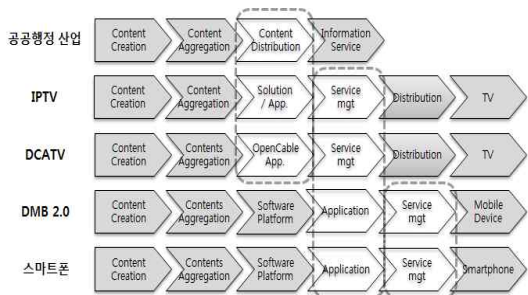 공공행정 산업 Content Creation Content Aggregation Content Distribution Information Service
IPTV Content Creation Content Aggregation Solution / App. Service mgt Distribution TV
DCATV Content Creation Contents Aggregation OpenCable App. Service mgt Distribution TV
DMB 2.0 Content Creation Contents Aggregation Software Platform Application Service mgt Mobile Device
스마트폰 Content Creation Contents Aggregation Software Platform Application Service mgt Smartphone